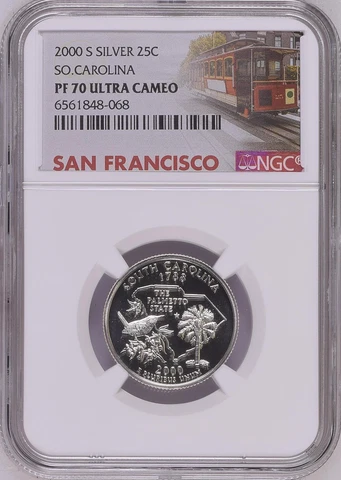 2000 S SILVER 25C
SO.CAROLINA
PF 70 ULTRA CAMEO
6561848-068
SAN FRANCISCO
NGC®
SOUTH CAROLINA
1788
THE
PALMETTO
STATE
2000
E PLURIBUS UNUM